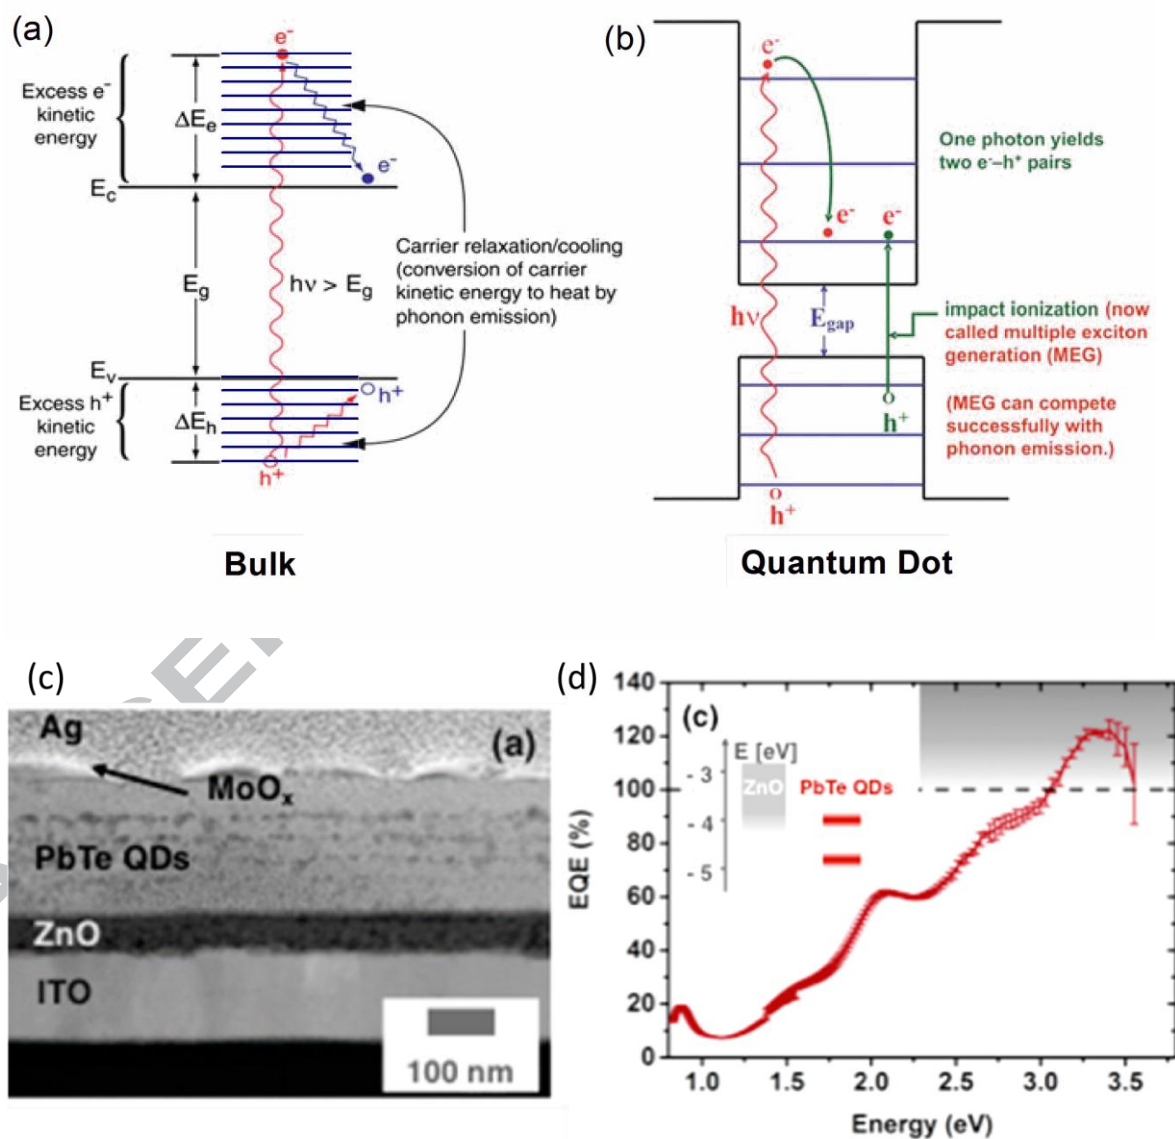 (a)
e-
Excess e–
kinetic
energy
ΔEe
e-
Ec
Eg
hν > Eg
Carrier relaxation/cooling
(conversion of carrier
kinetic energy to heat by
phonon emission)
Ev
Excess h+
kinetic
energy
ΔEh
h+
h+
Bulk
(b)
e-
One photon yields
two e-–h+ pairs
e-
e-
hν
Egap
impact ionization (now
called multiple exciton
generation (MEG)
h+
(MEG can compete
successfully with
phonon emission.)
h+
Quantum Dot
(c)
Ag
(a)
MoOx
PbTe QDs
ZnO
ITO
100 nm
(d)
140
120
100
80
60
40
20
0
EQE (%)
(c)
E [eV]
- 3
- 4
- 5
ZnO
PbTe QDs
1.0
1.5
2.0
2.5
3.0
3.5
Energy (eV)